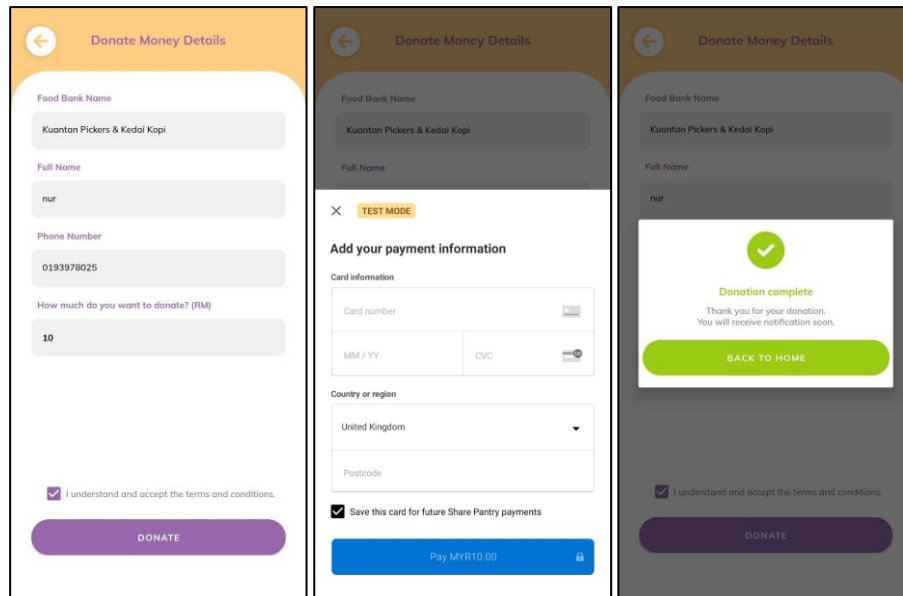 Donate Money Details
Food Bank Name
Kuantan Pickers & Kedai Kopi
Full Name
nur
Phone Number
0193978025
How much do you want to donate? (RM)
10
I understand and accept the terms and conditions.
DONATE
Donate Money Details
Food Bank Name
Kuantan Pickers & Kedai Kopi
Full Name
TEST MODE
Add your payment information
Card information
Card number
MM / YY
CVC
Country or region
United Kingdom
Postcode
Save this card for future Share Pantry payments
Pay MYR10.00
Donate Money Details
Food Bank Name
Kuantan Pickers & Kedai Kopi
Full Name
nur
Donation complete
Thank you for your donation.
You will receive notification soon.
BACK TO HOME
I understand and accept the terms and conditions.
DONATE